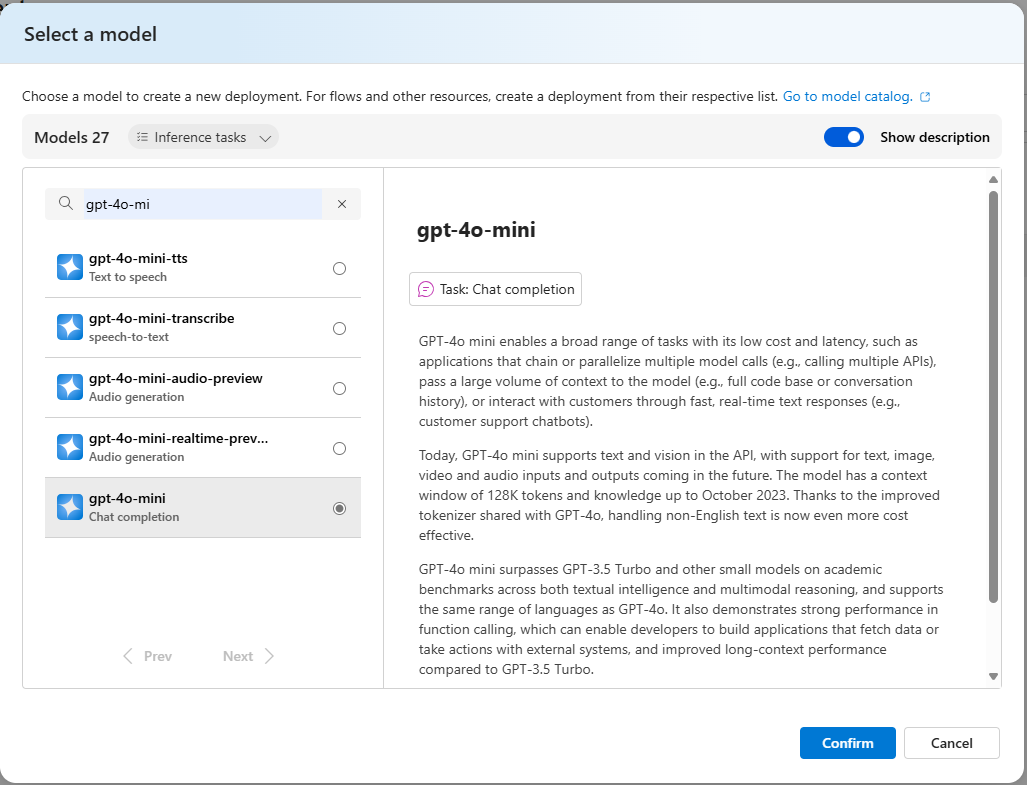 Select a model
Choose a model to create a new deployment. For flows and other resources, create a deployment from their respective list. Go to model catalog.
Models 27
Inference tasks
Show description
gpt-4o-mi
gpt-4o-mini-tts
Text to speech
gpt-4o-mini-transcribe
speech-to-text
gpt-4o-mini-audio-preview
Audio generation
gpt-4o-mini-realtime-prev...
Audio generation
gpt-4o-mini
Chat completion
Prev
Next
gpt-4o-mini
Task: Chat completion
GPT-4o mini enables a broad range of tasks with its low cost and latency, such as
applications that chain or parallelize multiple model calls (e.g., calling multiple APIs),
pass a large volume of context to the model (e.g., full code base or conversation
history), or interact with customers through fast, real-time text responses (e.g.,
customer support chatbots).
Today, GPT-4o mini supports text and vision in the API, with support for text, image,
video and audio inputs and outputs coming in the future. The model has a context
window of 128K tokens and knowledge up to October 2023. Thanks to the improved
tokenizer shared with GPT-4o, handling non-English text is now even more cost
effective.
GPT-4o mini surpasses GPT-3.5 Turbo and other small models on academic
benchmarks across both textual intelligence and multimodal reasoning, and supports
the same range of languages as GPT-4o. It also demonstrates strong performance in
function calling, which can enable developers to build applications that fetch data or
take actions with external systems, and improved long-context performance
compared to GPT-3.5 Turbo.
Confirm
Cancel